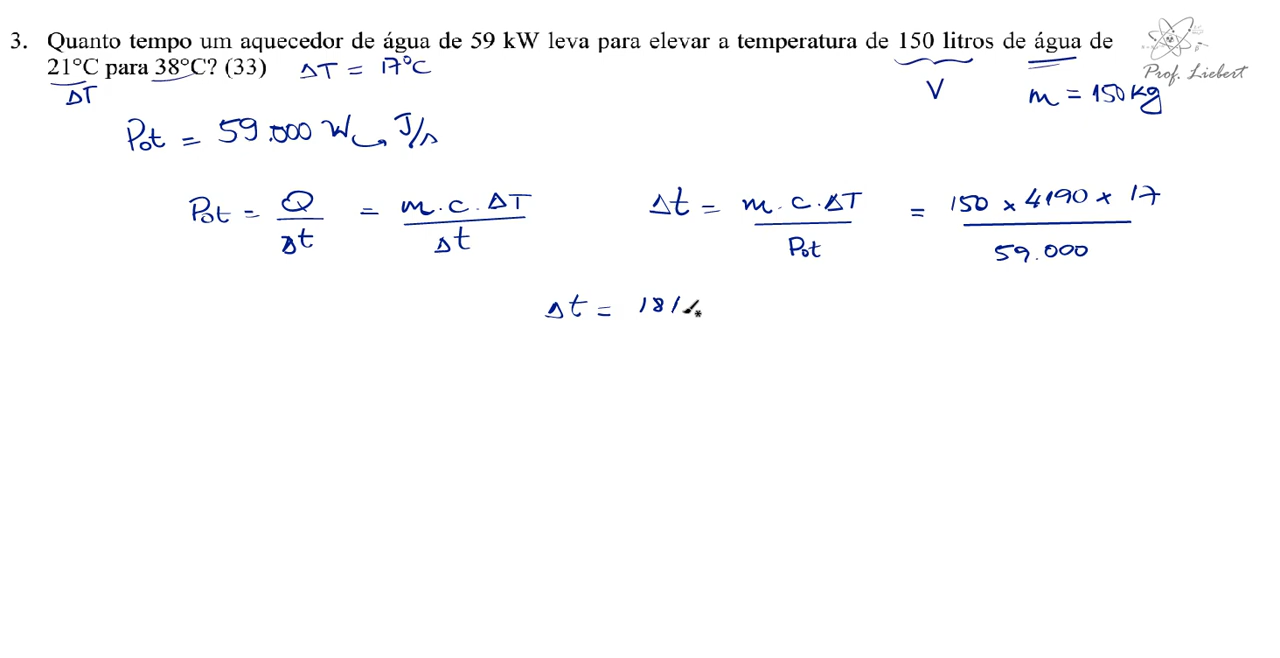 3. Quanto tempo um aquecedor de água de 59 kW leva para elevar a temperatura de 150 litros de água de
21°C para 38°C? (33) ΔT = 17°C
Prof. Liebert
ΔT V m = 150 kg
Pot = 59.000 W J/s
Pot = Q / Δt = m.c.ΔT / Δt Δt = m.c.ΔT / Pot = 150 x 4190 x 17 / 59.000
Δt = 181